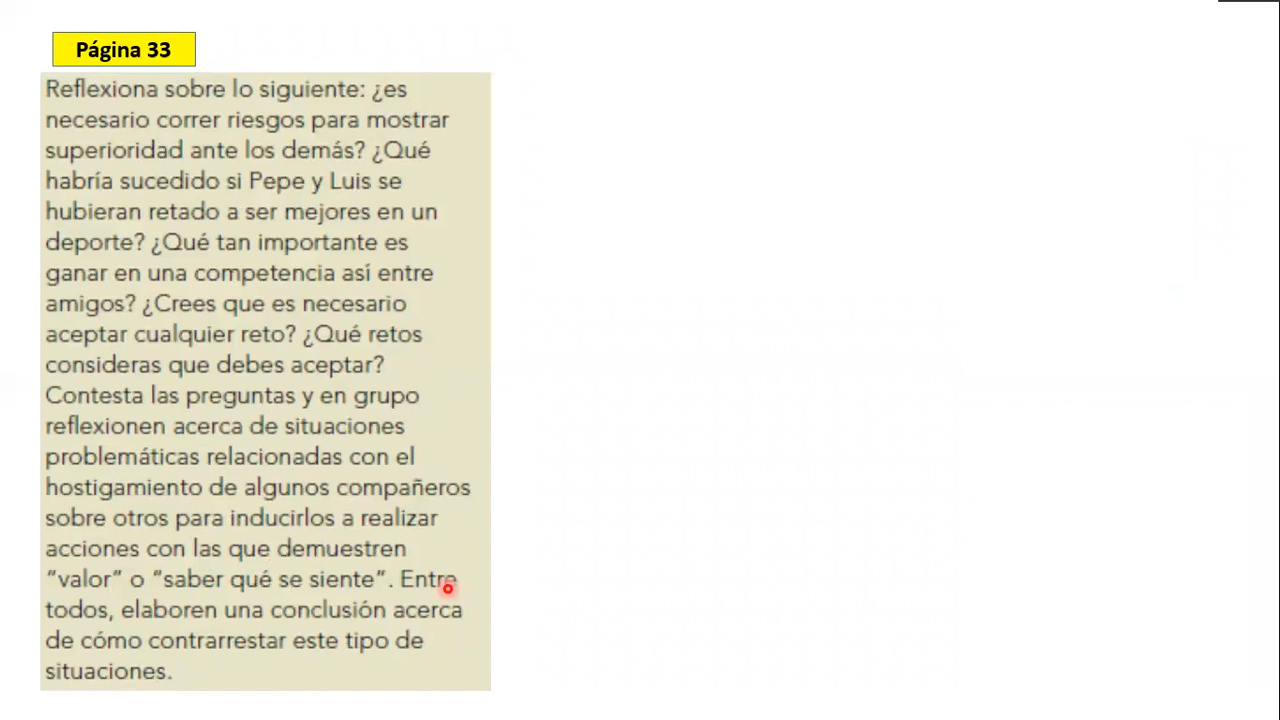 Página 33
Reflexiona sobre lo siguiente: ¿es
necesario correr riesgos para mostrar
superioridad ante los demás? ¿Qué
habría sucedido si Pepe y Luis se
hubieran retado a ser mejores en un
deporte? ¿Qué tan importante es
ganar en una competencia así entre
amigos? ¿Crees que es necesario
aceptar cualquier reto? ¿Qué retos
consideras que debes aceptar?
Contesta las preguntas y en grupo
reflexionen acerca de situaciones
problemáticas relacionadas con el
hostigamiento de algunos compañeros
sobre otros para inducirlos a realizar
acciones con las que demuestren
“valor” o “saber qué se siente”. Entre
todos, elaboren una conclusión acerca
de cómo contrarrestar este tipo de
situaciones.